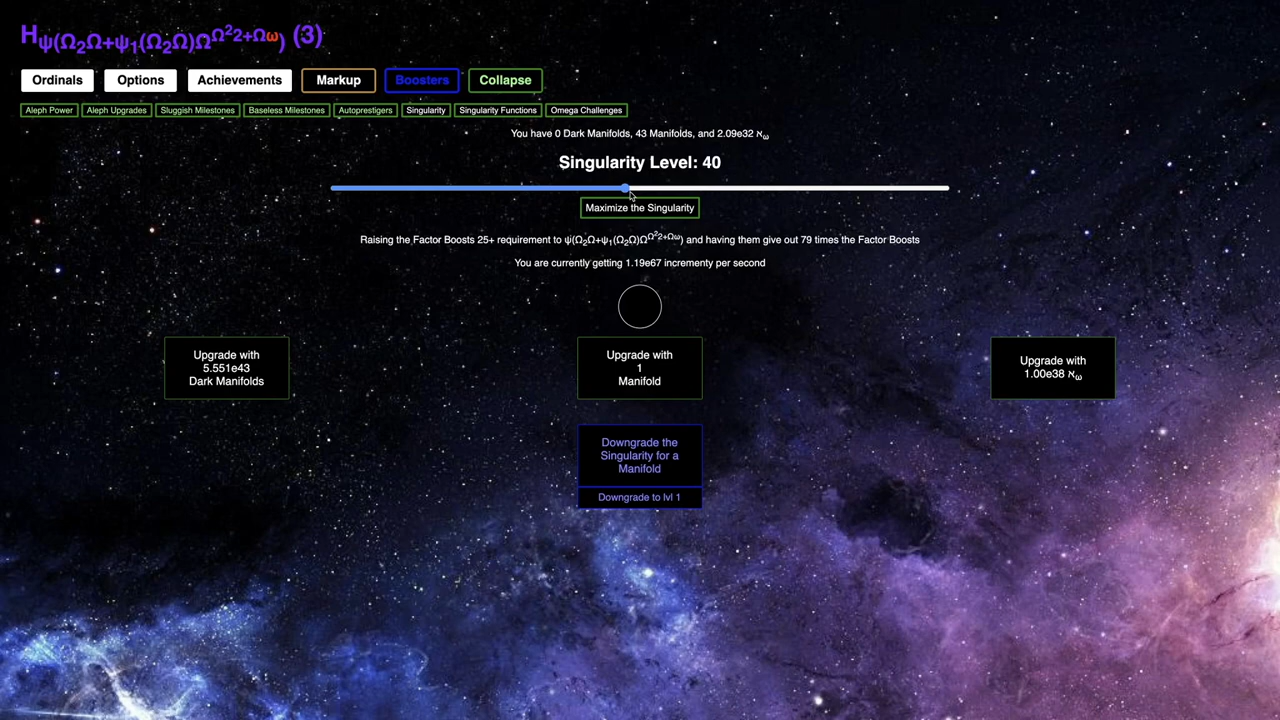 H_ψ(Ω₂Ω+ψ₁(Ω₂Ω)Ω^Ω²2+Ωω) (3)
Ordinals Options Achievements Markup Boosters Collapse
Aleph Power Aleph Upgrades Sluggish Milestones Baseless Milestones Autoprestigers Singularity Singularity Functions Omega Challenges
You have 0 Dark Manifolds, 43 Manifolds, and 2.09e32 ℵω
Singularity Level: 40
Maximize the Singularity
Raising the Factor Boosts 25+ requirement to ψ(Ω₂Ω+ψ₁(Ω₂Ω)Ω^Ω²2+Ωω) and having them give out 79 times the Factor Boosts
You are currently getting 1.19e67 incrementy per second
Upgrade with
5.551e43
Dark Manifolds
Upgrade with
1
Manifold
Upgrade with
1.00e38 ℵω
Downgrade the
Singularity for a
Manifold
Downgrade to lvl 1